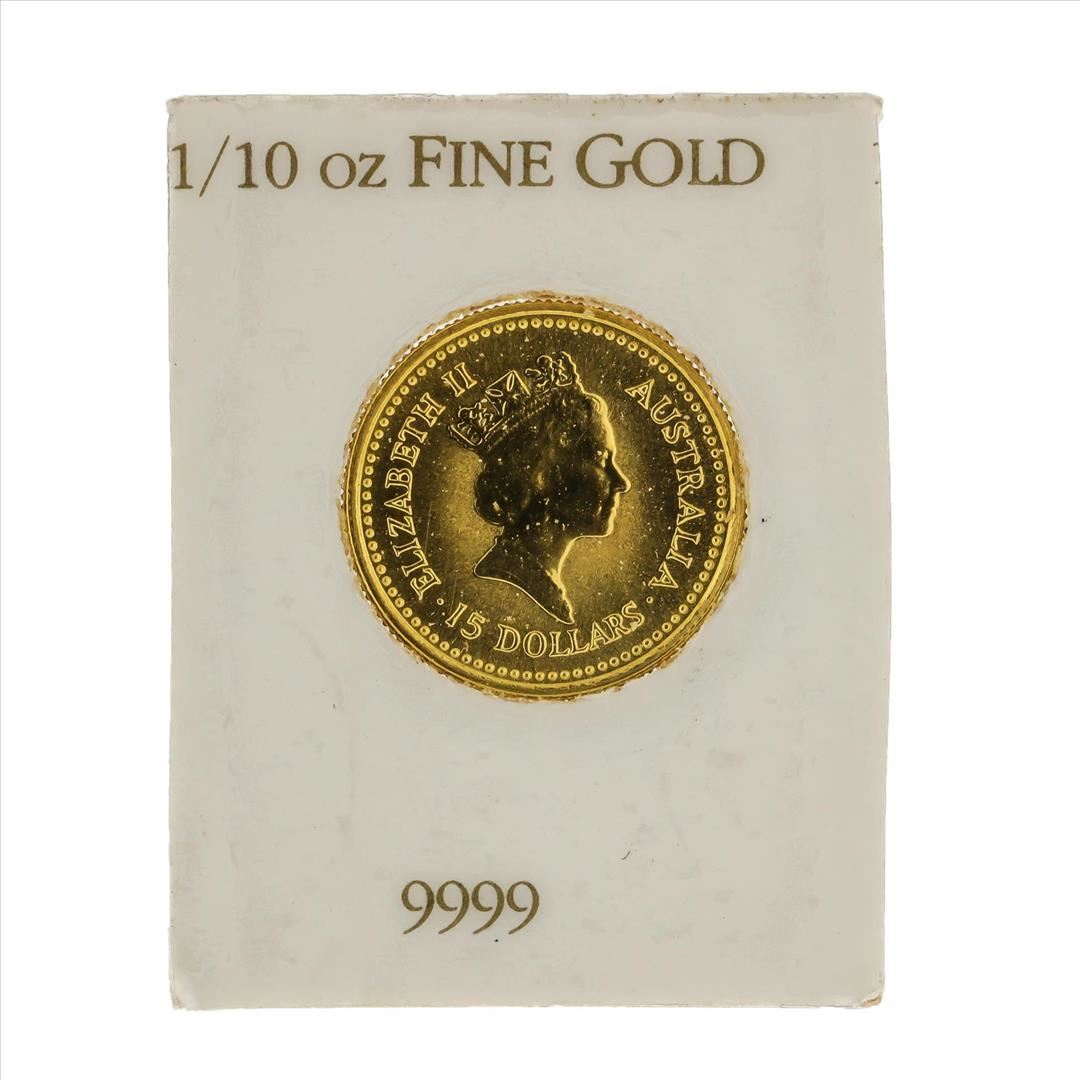 1/10 oz FINE GOLD
ELIZABETH II
AUSTRALIA
· 15 DOLLARS ·
9999